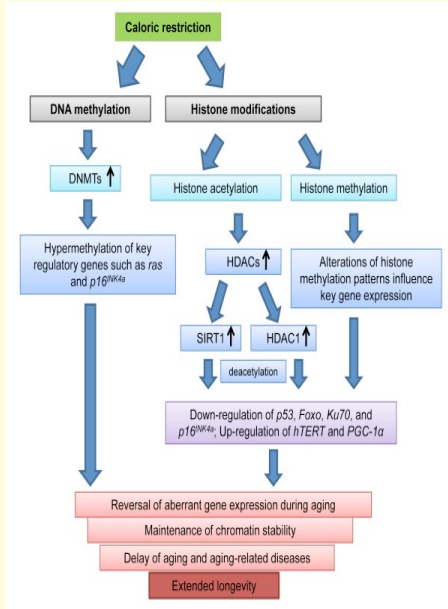 Caloric restriction
DNA methylation
Histone modifications
DNMTs
Histone acetylation
Histone methylation
Hypermethylation of key
regulatory genes such as ras
and p16INK4a
HDACs
Alterations of histone
methylation patterns influence
key gene expression
SIRT1
HDAC1
deacetylation
Down-regulation of p53, Foxo, Ku70, and
p16INK4a; Up-regulation of hTERT and PGC-1α
Reversal of aberrant gene expression during aging
Maintenance of chromatin stability
Delay of aging and aging-related diseases
Extended longevity